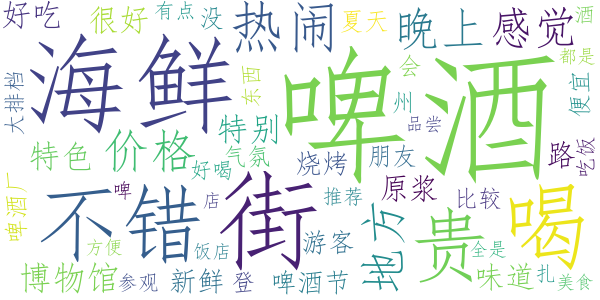 好吃
很好
有点
没
热闹
夏天
晚上
感觉
酒
海鲜
啤酒
大排档
东西
会
州
都是
便宜
品尝
特别
特色
价格
气氛
好喝
烧烤
朋友
路
吃饭
啤酒厂
不错
啤
店
街
推荐
地方
原浆
比较
贵
喝
方便
饭店
游客
全是
博物馆
参观
新鲜
登
啤酒节
味道
扎
美食